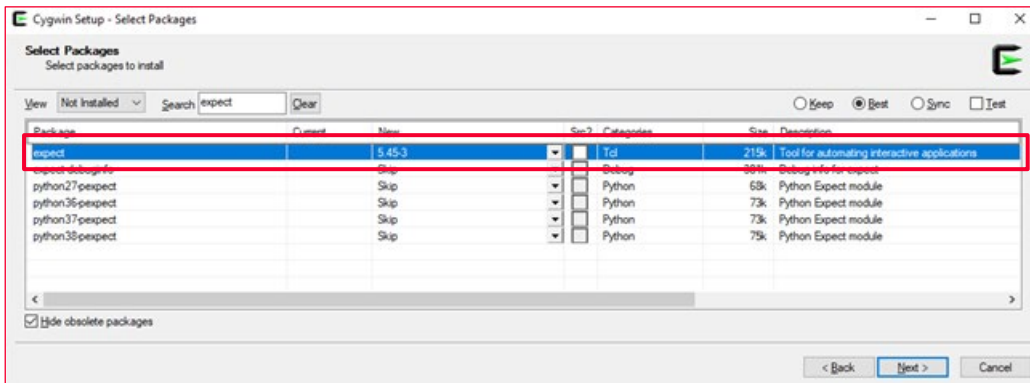 Cygwin Setup - Select Packages
Select Packages
Select packages to install
View Not Installed Search expect Clear Keep Best Sync Test
Package Current New Src? Categories Size Description
expect 5.45-3 Tcl 215k Tool for automating interactive applications
expect-debuginfo Skip Debug 381k Debug info for expect
python27-pexpect Skip Python 68k Python Expect module
python36-pexpect Skip Python 73k Python Expect module
python37-pexpect Skip Python 73k Python Expect module
python38-pexpect Skip Python 75k Python Expect module
Hide obsolete packages
< Back Next > Cancel